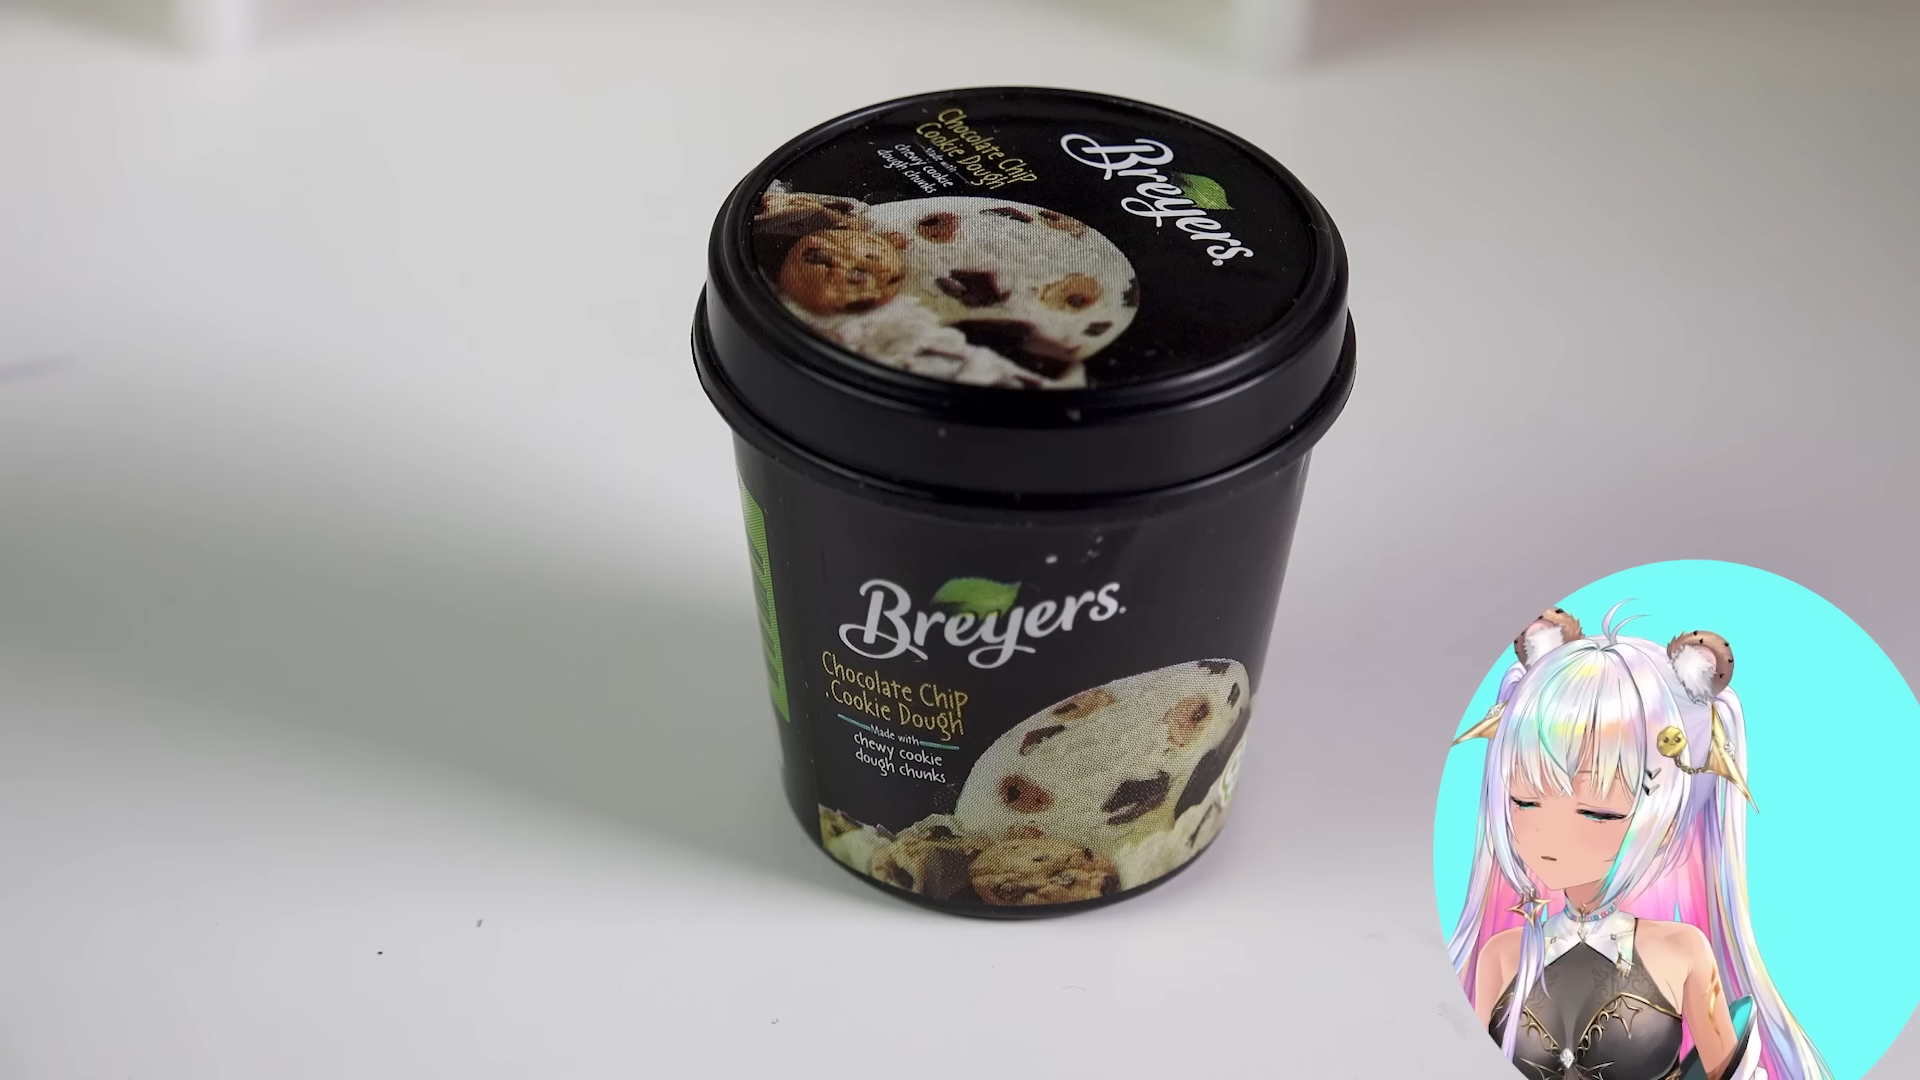 Breyers.
Chocolate Chip
Cookie Dough
Made with
chewy cookie
dough chunks
Breyers.
Chocolate Chip
Cookie Dough
Made with
chewy cookie
dough chunks